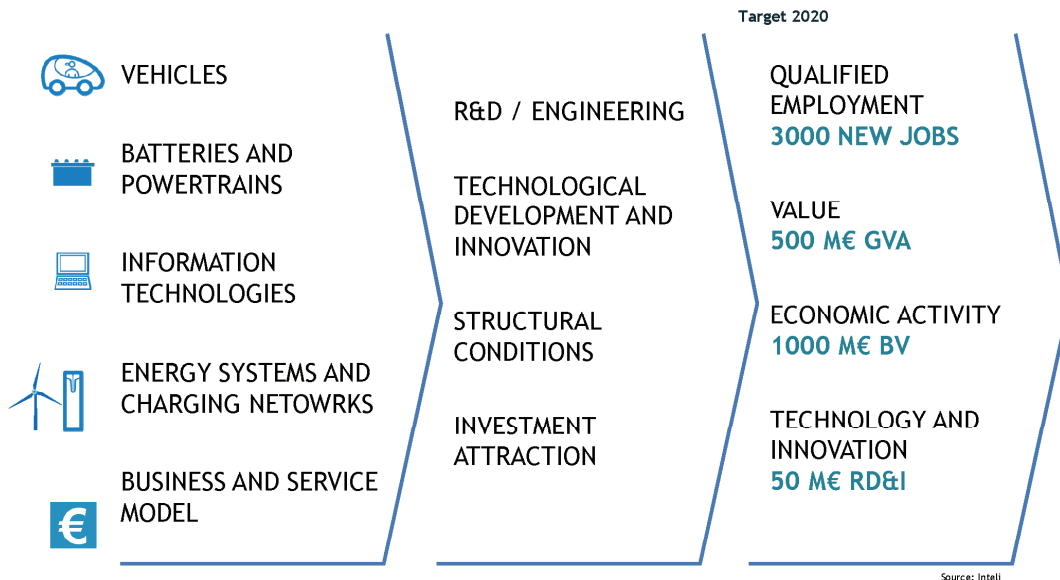 Target 2020
VEHICLES
BATTERIES AND
POWERTRAINS
INFORMATION
TECHNOLOGIES
ENERGY SYSTEMS AND
CHARGING NETOWRKS
BUSINESS AND SERVICE
MODEL
€
R&D / ENGINEERING
TECHNOLOGICAL
DEVELOPMENT AND
INNOVATION
STRUCTURAL
CONDITIONS
INVESTMENT
ATTRACTION
QUALIFIED
EMPLOYMENT
3000 NEW JOBS
VALUE
500 M€ GVA
ECONOMIC ACTIVITY
1000 M€ BV
TECHNOLOGY AND
INNOVATION
50 M€ RD&I
Source: Inteli